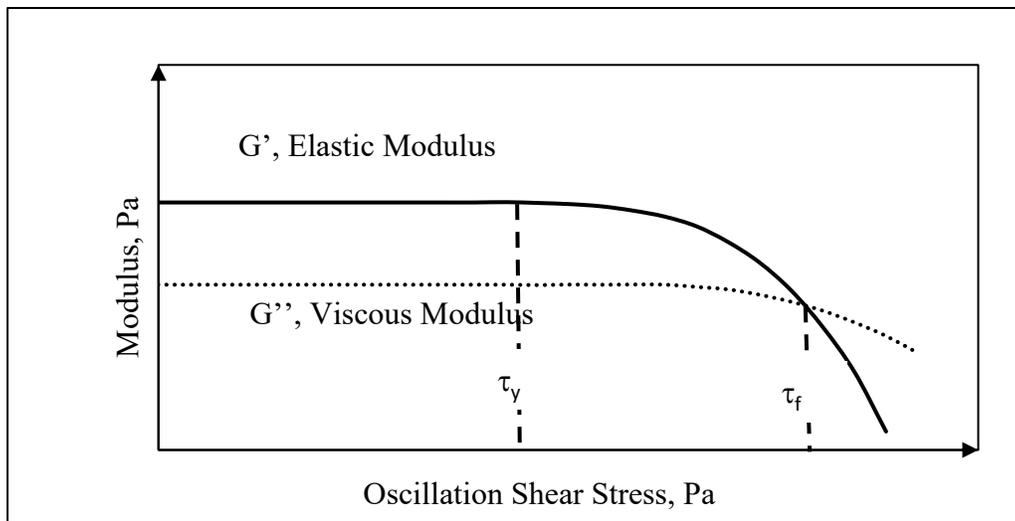 G’, Elastic Modulus
Modulus, Pa
G’’, Viscous Modulus
τy
τf
Oscillation Shear Stress, Pa